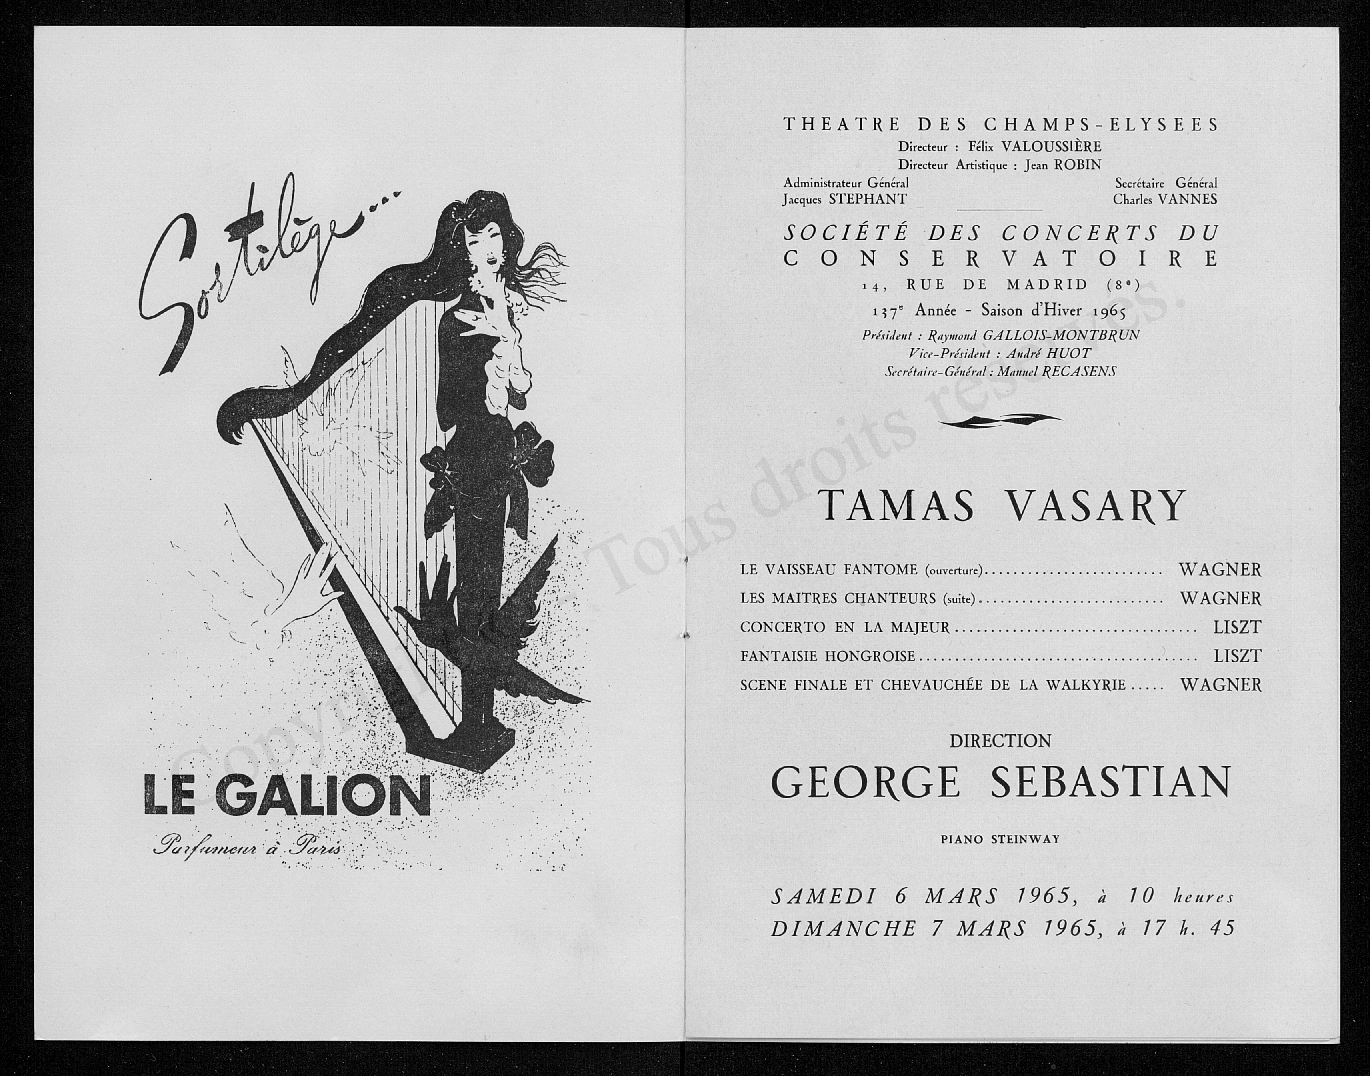 Sortilège...
LE GALION
Parfumeur à Paris
THEATRE DES CHAMPS-ELYSEES
Directeur : Félix VALOUSSIÈRE
Directeur Artistique : Jean ROBIN
Administrateur Général
Jacques STEPHANT
Secrétaire Général
Charles VANNES
SOCIÉTÉ DES CONCERTS DU
CONSERVATOIRE
14, RUE DE MADRID (8e)
137e Année - Saison d'Hiver 1965
Président : Raymond GALLOIS-MONTBRUN
Vice-Président : André HUOT
Secrétaire-Général : Manuel RECASENS
TAMAS VASARY
LE VAISSEAU FANTOME (ouverture)......................... WAGNER
LES MAITRES CHANTEURS (suite).......................... WAGNER
CONCERTO EN LA MAJEUR.................................. LISZT
FANTAISIE HONGROISE....................................... LISZT
SCENE FINALE ET CHEVAUCHÉE DE LA WALKYRIE..... WAGNER
DIRECTION
GEORGE SEBASTIAN
PIANO STEINWAY
SAMEDI 6 MARS 1965, à 10 heures
DIMANCHE 7 MARS 1965, à 17 h. 45
Copyright . Tous droits réservés.